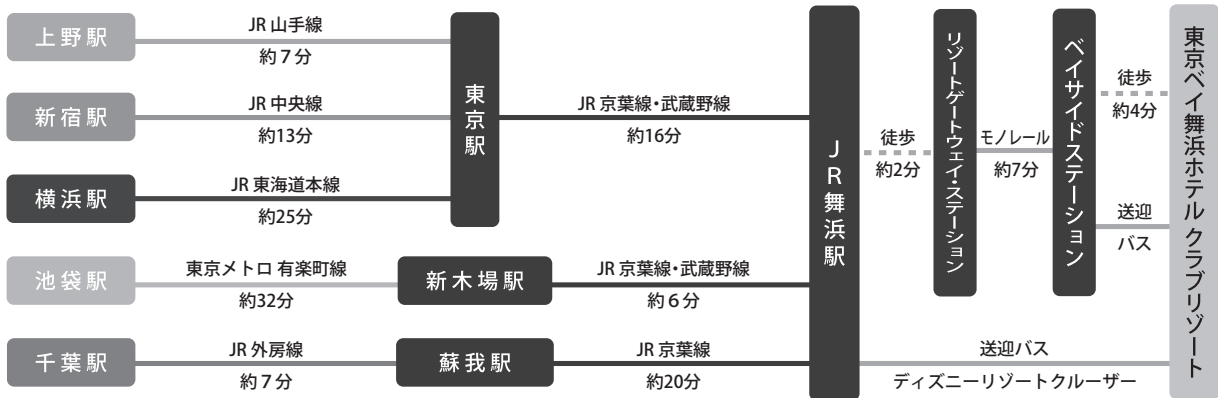 上野駅
JR 山手線
約７分
新宿駅
JR 中央線
約13分
横浜駅
JR 東海道本線
約25分
東京駅
JR 京葉線・武蔵野線
約16分
池袋駅
東京メトロ 有楽町線
約32分
新木場駅
JR 京葉線・武蔵野線
約６分
千葉駅
JR 外房線
約７分
蘇我駅
JR 京葉線
約20分
JR舞浜駅
徒歩
約2分
リゾートゲートウェイ・ステーション
モノレール
約7分
ベイサイドステーション
徒歩
約4分
送迎
バス
送迎バス
ディズニーリゾートクルーザー
東京ベイ舞浜ホテル クラブリゾート